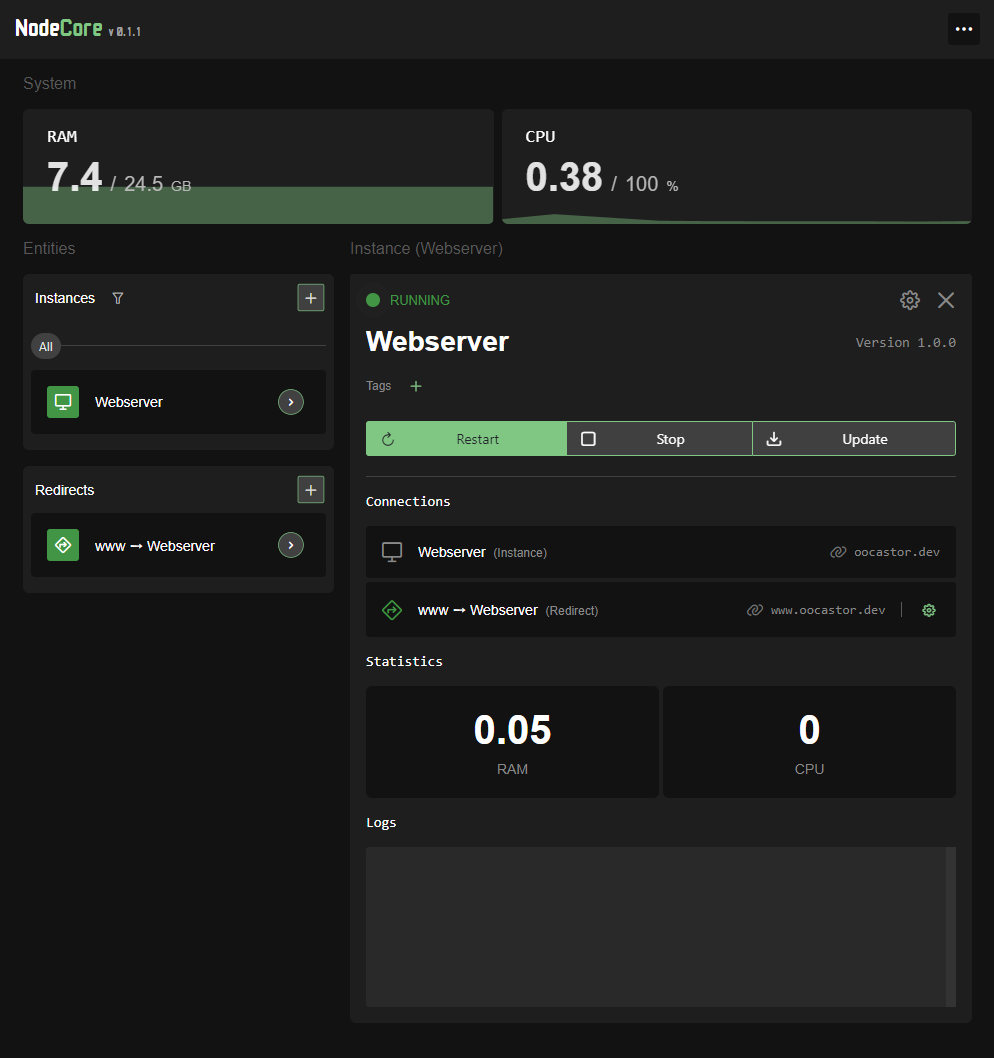 NodeCore v 0.1.1
System
RAM
7.4 / 24.5 GB
CPU
0.38 / 100 %
Entities
Instances
All
Webserver
Redirects
www → Webserver
Instance (Webserver)
RUNNING
Webserver
Version 1.0.0
Tags
Restart
Stop
Update
Connections
Webserver (Instance) oocastor.dev
www → Webserver (Redirect) www.oocastor.dev
Statistics
0.05
RAM
0
CPU
Logs